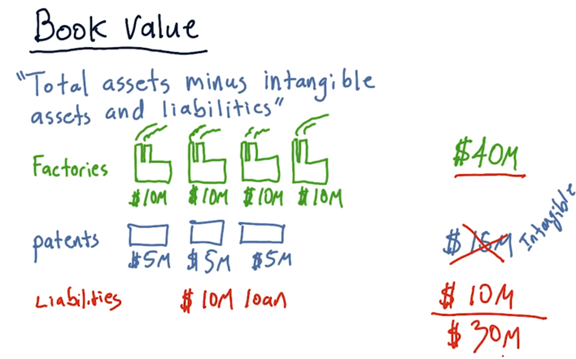 Book Value
"Total assets minus intangible
assets and liabilities"
Factories
$10M $10M $10M $10M
$40M
patents
$5M $5M $5M
$15M Intangible
Liabilities $10M loan
$10M
$30M